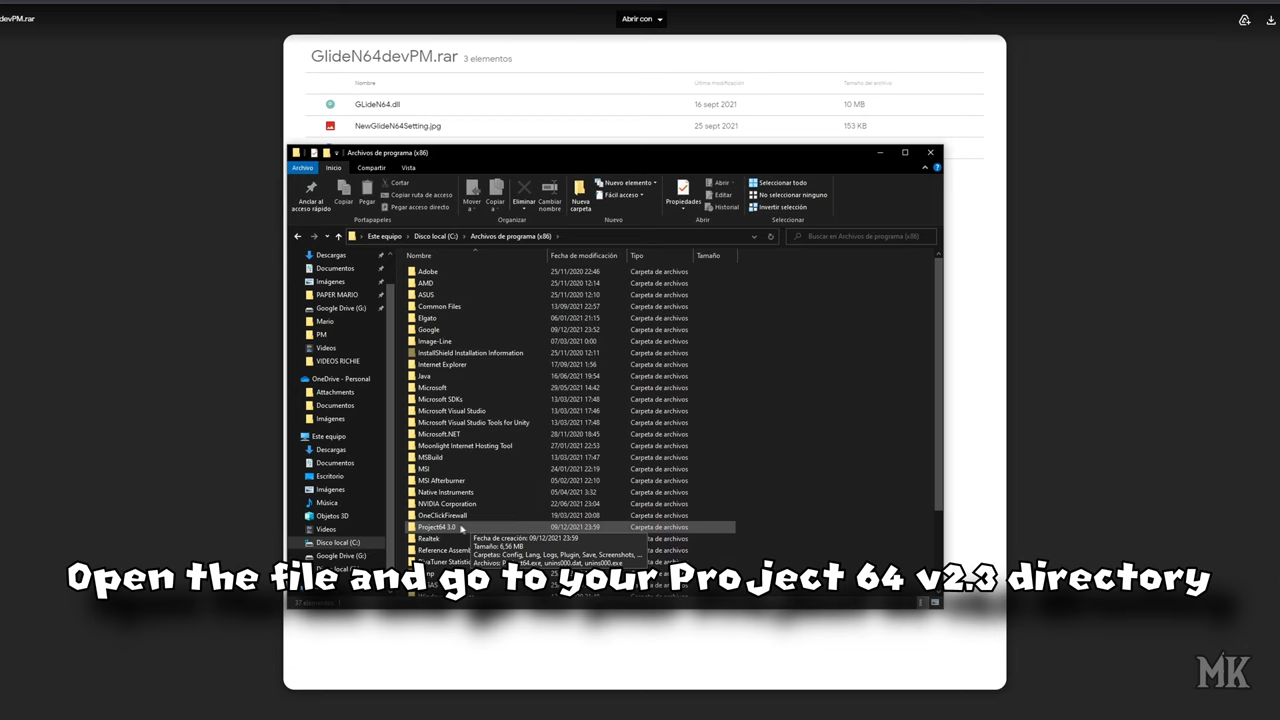 devPM.rar
Abrir con
GlideN64devPM.rar 3 elementos
Nombre Última modificación Tamaño del archivo
GLideN64.dll 16 sept 2021 10 MB
NewGlideN64Setting.jpg 25 sept 2021 153 KB
Archivos de programa (x86)
Archivo Inicio Compartir Vista
Anclar al acceso rápido
Copiar
Pegar
Cortar
Copiar ruta de acceso
Pegar acceso directo
Portapapeles
Mover a
Copiar a
Eliminar
Cambiar nombre
Organizar
Nueva carpeta
Nuevo elemento
Fácil acceso
Nuevo
Propiedades
Abrir
Editar
Historial
Abrir
Seleccionar todo
No seleccionar ninguno
Invertir selección
Seleccionar
Este equipo > Disco local (C:) > Archivos de programa (x86) >
Buscar en Archivos de programa (x86)
Descargas
Documentos
Imágenes
PAPER MARIO
Google Drive (G:)
Mario
PM
Videos
VIDEOS RICHIE
OneDrive - Personal
Attachments
Documentos
Imágenes
Este equipo
Descargas
Documentos
Escritorio
Imágenes
Música
Objetos 3D
Videos
Disco local (C:)
Google Drive (G:)
Nombre Fecha de modificación Tipo Tamaño
Adobe 25/11/2020 22:46 Carpeta de archivos
AMD 25/11/2020 12:14 Carpeta de archivos
ASUS 25/11/2020 12:10 Carpeta de archivos
Common Files 13/09/2021 22:57 Carpeta de archivos
Elgato 06/01/2021 21:15 Carpeta de archivos
Google 09/12/2021 23:52 Carpeta de archivos
Image-Line 07/03/2021 0:00 Carpeta de archivos
InstallShield Installation Information 25/11/2020 12:11 Carpeta de archivos
Internet Explorer 17/09/2021 1:56 Carpeta de archivos
Java 16/06/2021 19:54 Carpeta de archivos
Microsoft 29/05/2021 14:42 Carpeta de archivos
Microsoft SDKs 13/03/2021 17:48 Carpeta de archivos
Microsoft Visual Studio 13/03/2021 17:46 Carpeta de archivos
Microsoft Visual Studio Tools for Unity 13/03/2021 17:48 Carpeta de archivos
Microsoft.NET 28/11/2020 18:45 Carpeta de archivos
Moonlight Internet Hosting Tool 27/01/2021 22:53 Carpeta de archivos
MSBuild 13/03/2021 17:47 Carpeta de archivos
MSI 24/01/2021 22:19 Carpeta de archivos
MSI Afterburner 05/02/2021 22:10 Carpeta de archivos
Native Instruments 05/04/2021 3:32 Carpeta de archivos
NVIDIA Corporation 22/06/2021 23:04 Carpeta de archivos
OneClickFirewall 19/03/2021 20:08 Carpeta de archivos
Project64 3.0 09/12/2021 23:59 Carpeta de archivos
Realtek Carpeta de archivos
Reference Assemb Carpeta de archivos
Carpeta de archivos
Fecha de creación: 09/12/2021 23:59
Tamaño: 6,56 MB
Carpetas: Config, Lang, Logs, Plugin, Save, Screenshots, ...
unins000.dat, unins000.exe
Open the file and go to your Project 64 v2.3 directory
37 elementos
MK